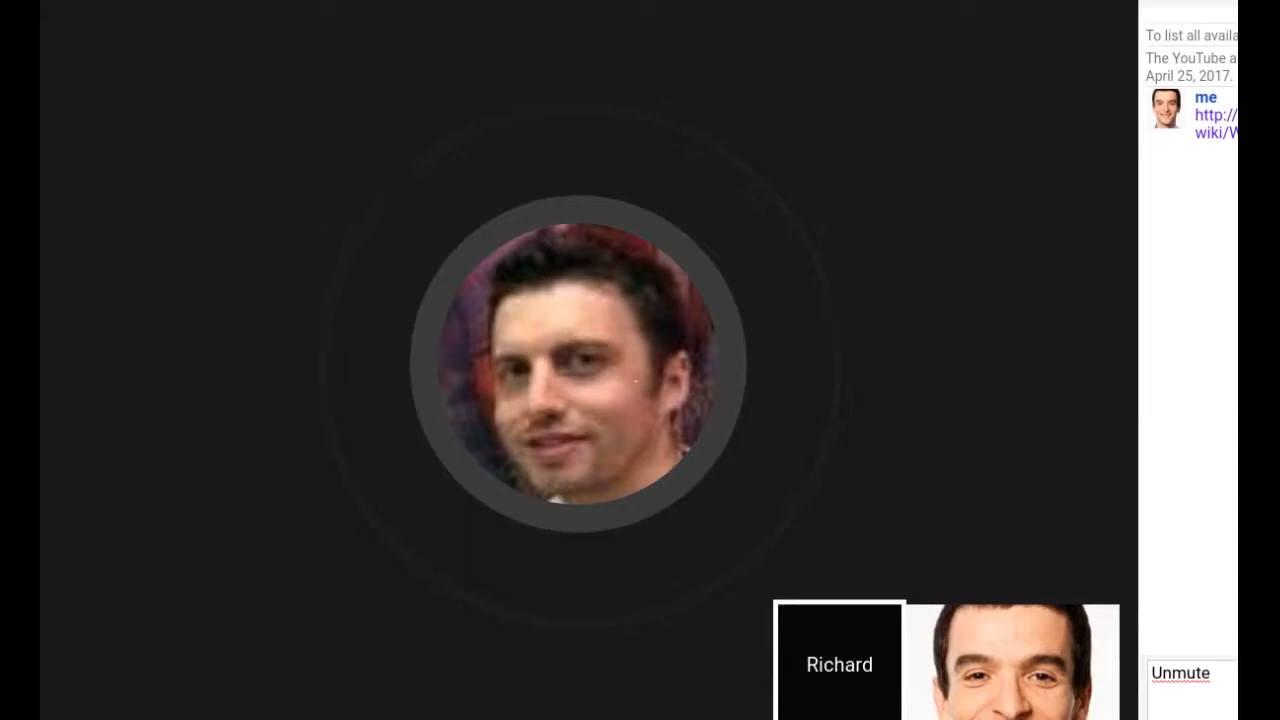 To list all availa
The YouTube a
April 25, 2017.
me
http://
wiki/W
Richard
Unmute